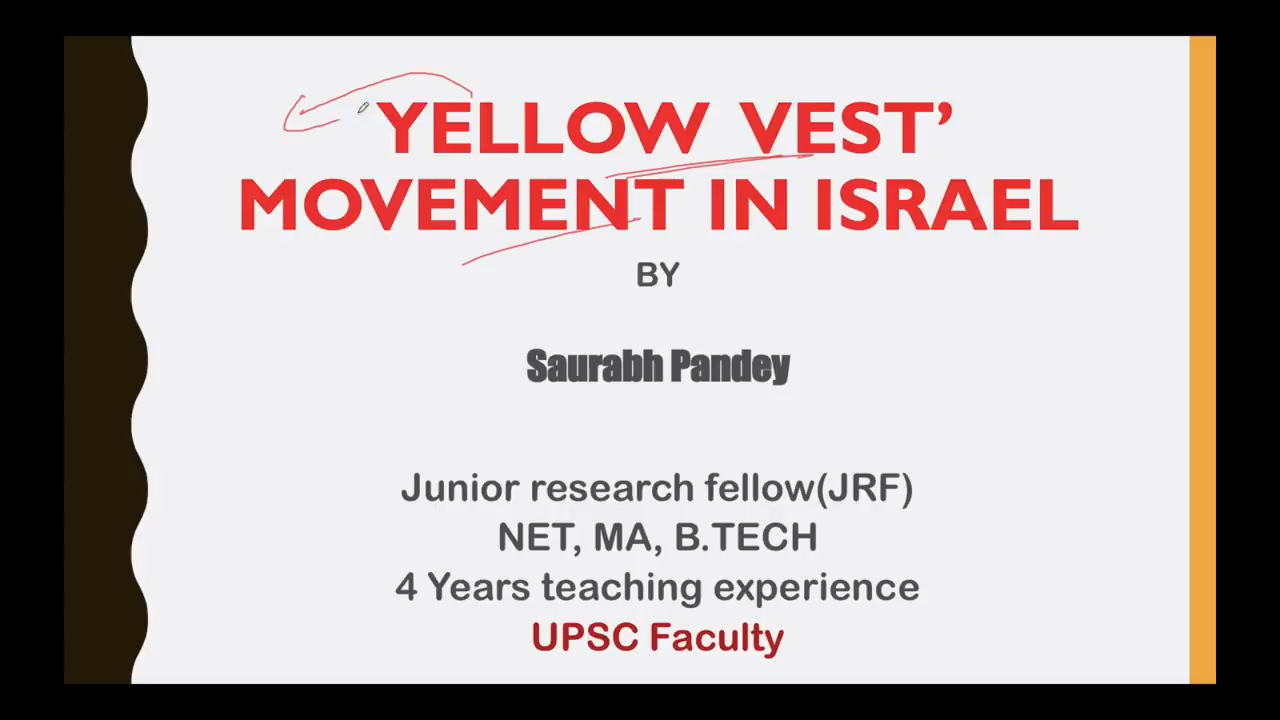 YELLOW VEST’
MOVEMENT IN ISRAEL
BY
Saurabh Pandey
Junior research fellow(JRF)
NET, MA, B.TECH
4 Years teaching experience
UPSC Faculty